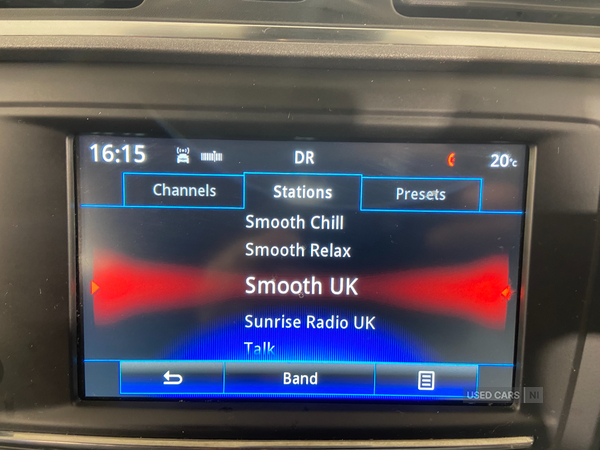 16:15 DR 20°c
Channels Stations Presets
Smooth Chill
Smooth Relax
Smooth UK
Sunrise Radio UK
Talk
Band
USED CARS NI